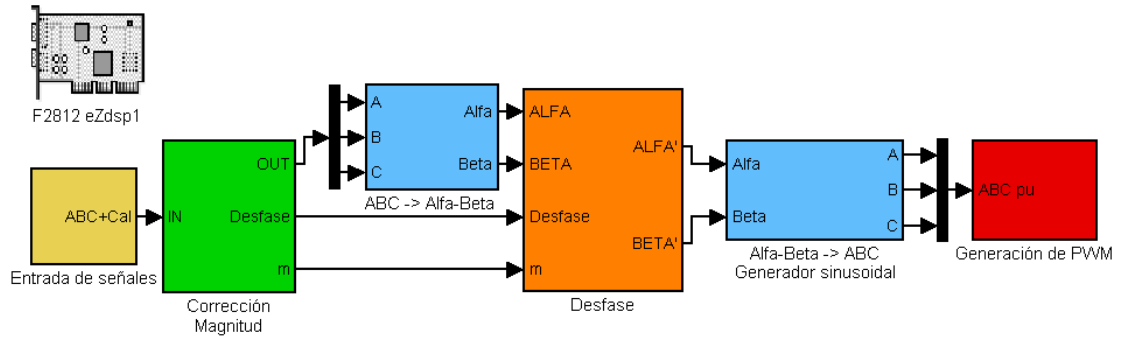 F2812 eZdsp1
ABC+Cal
Entrada de señales
IN
OUT
Desfase
m
Corrección
Magnitud
A
B
C
Alfa
Beta
ABC -> Alfa-Beta
ALFA
BETA
Desfase
m
ALFA'
BETA'
Desfase
Alfa
Beta
A
B
C
Alfa-Beta -> ABC
Generador sinusoidal
ABC pu
Generación de PWM